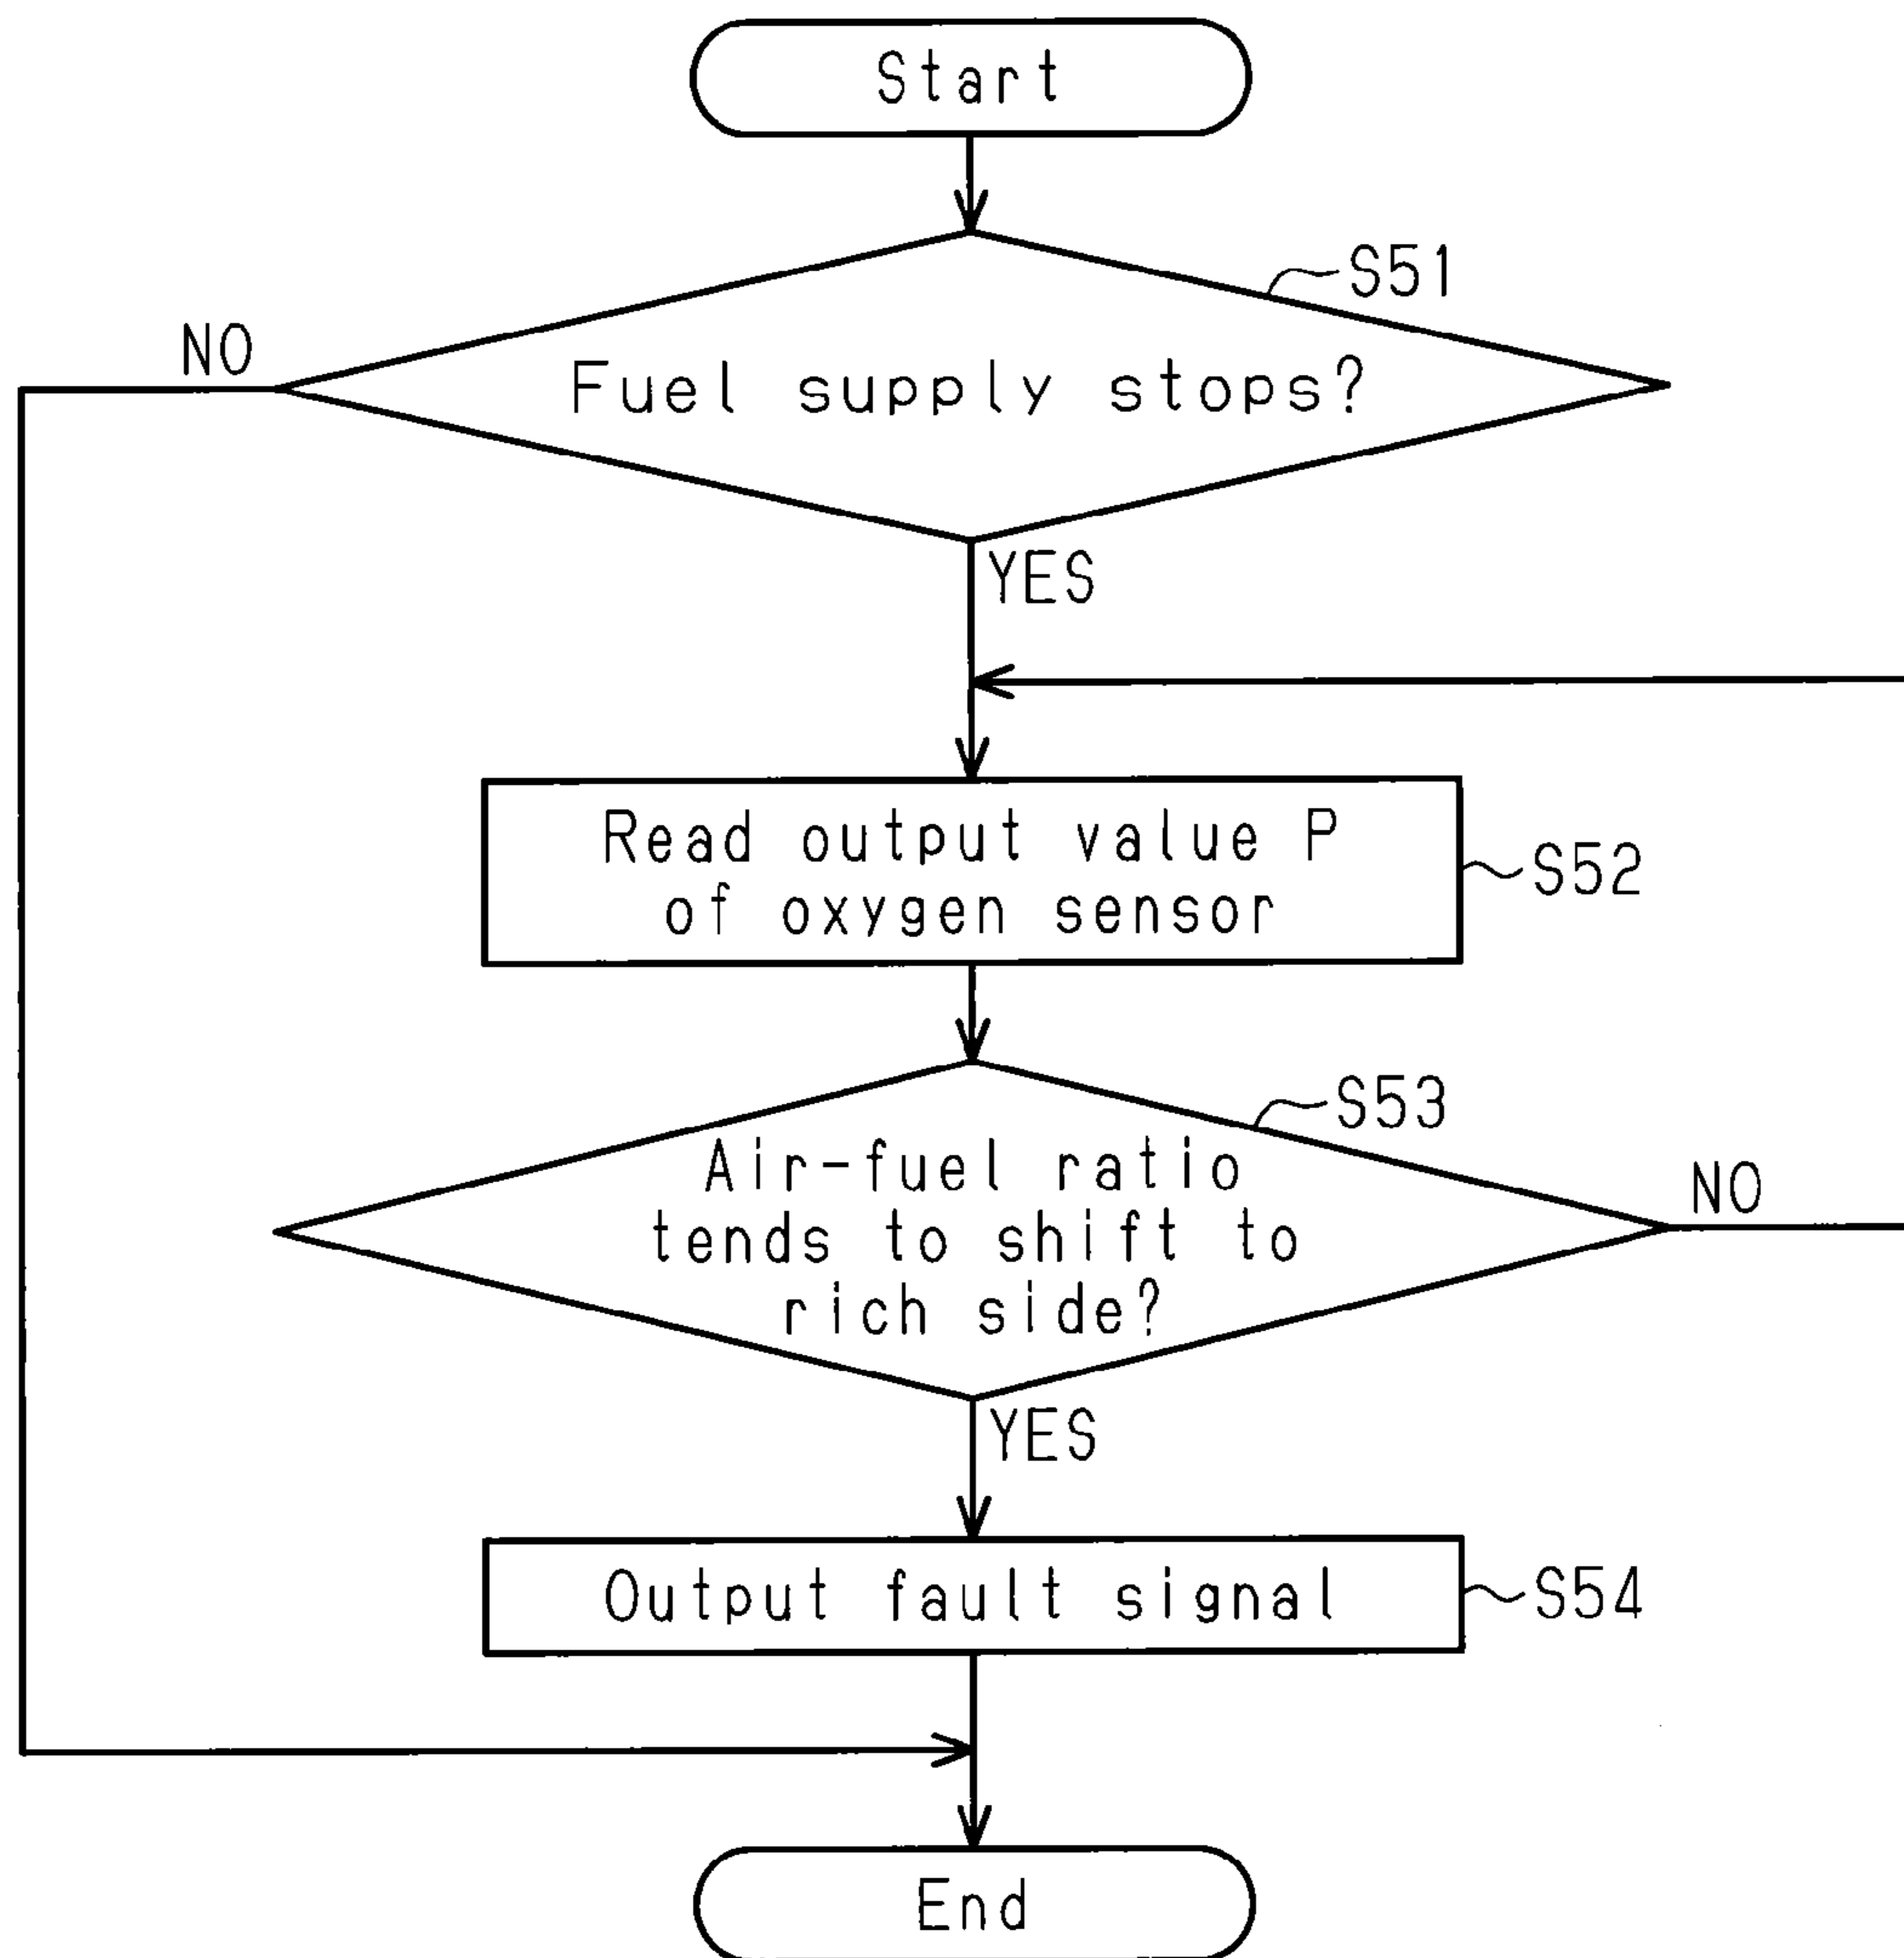 Start
S51
NO
Fuel supply stops?
YES
Read output value P
of oxygen sensor
S52
S53
Air-fuel ratio
tends to shift to
rich side?
NO
YES
Output fault signal
S54
End